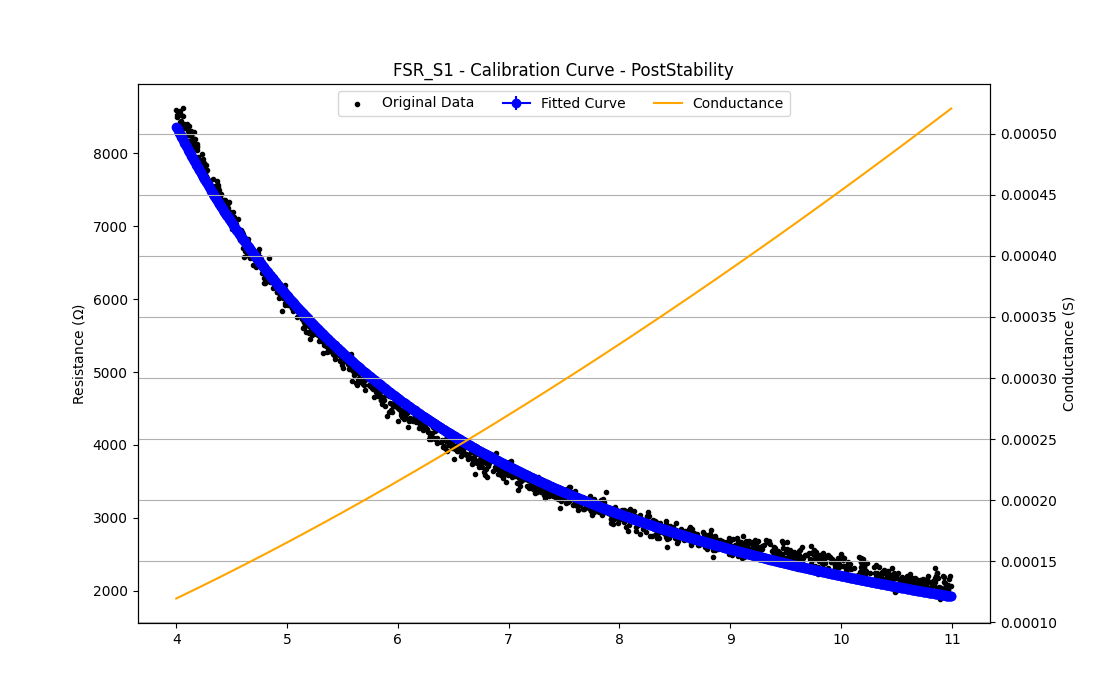 FSR_S1 - Calibration Curve - PostStability
Original Data
Fitted Curve
Conductance
Resistance (Ω)
8000
7000
6000
5000
4000
3000
2000
0.00050
0.00045
0.00040
0.00035
0.00030
0.00025
0.00020
0.00015
0.00010
Conductance (S)
4 5 6 7 8 9 10 11